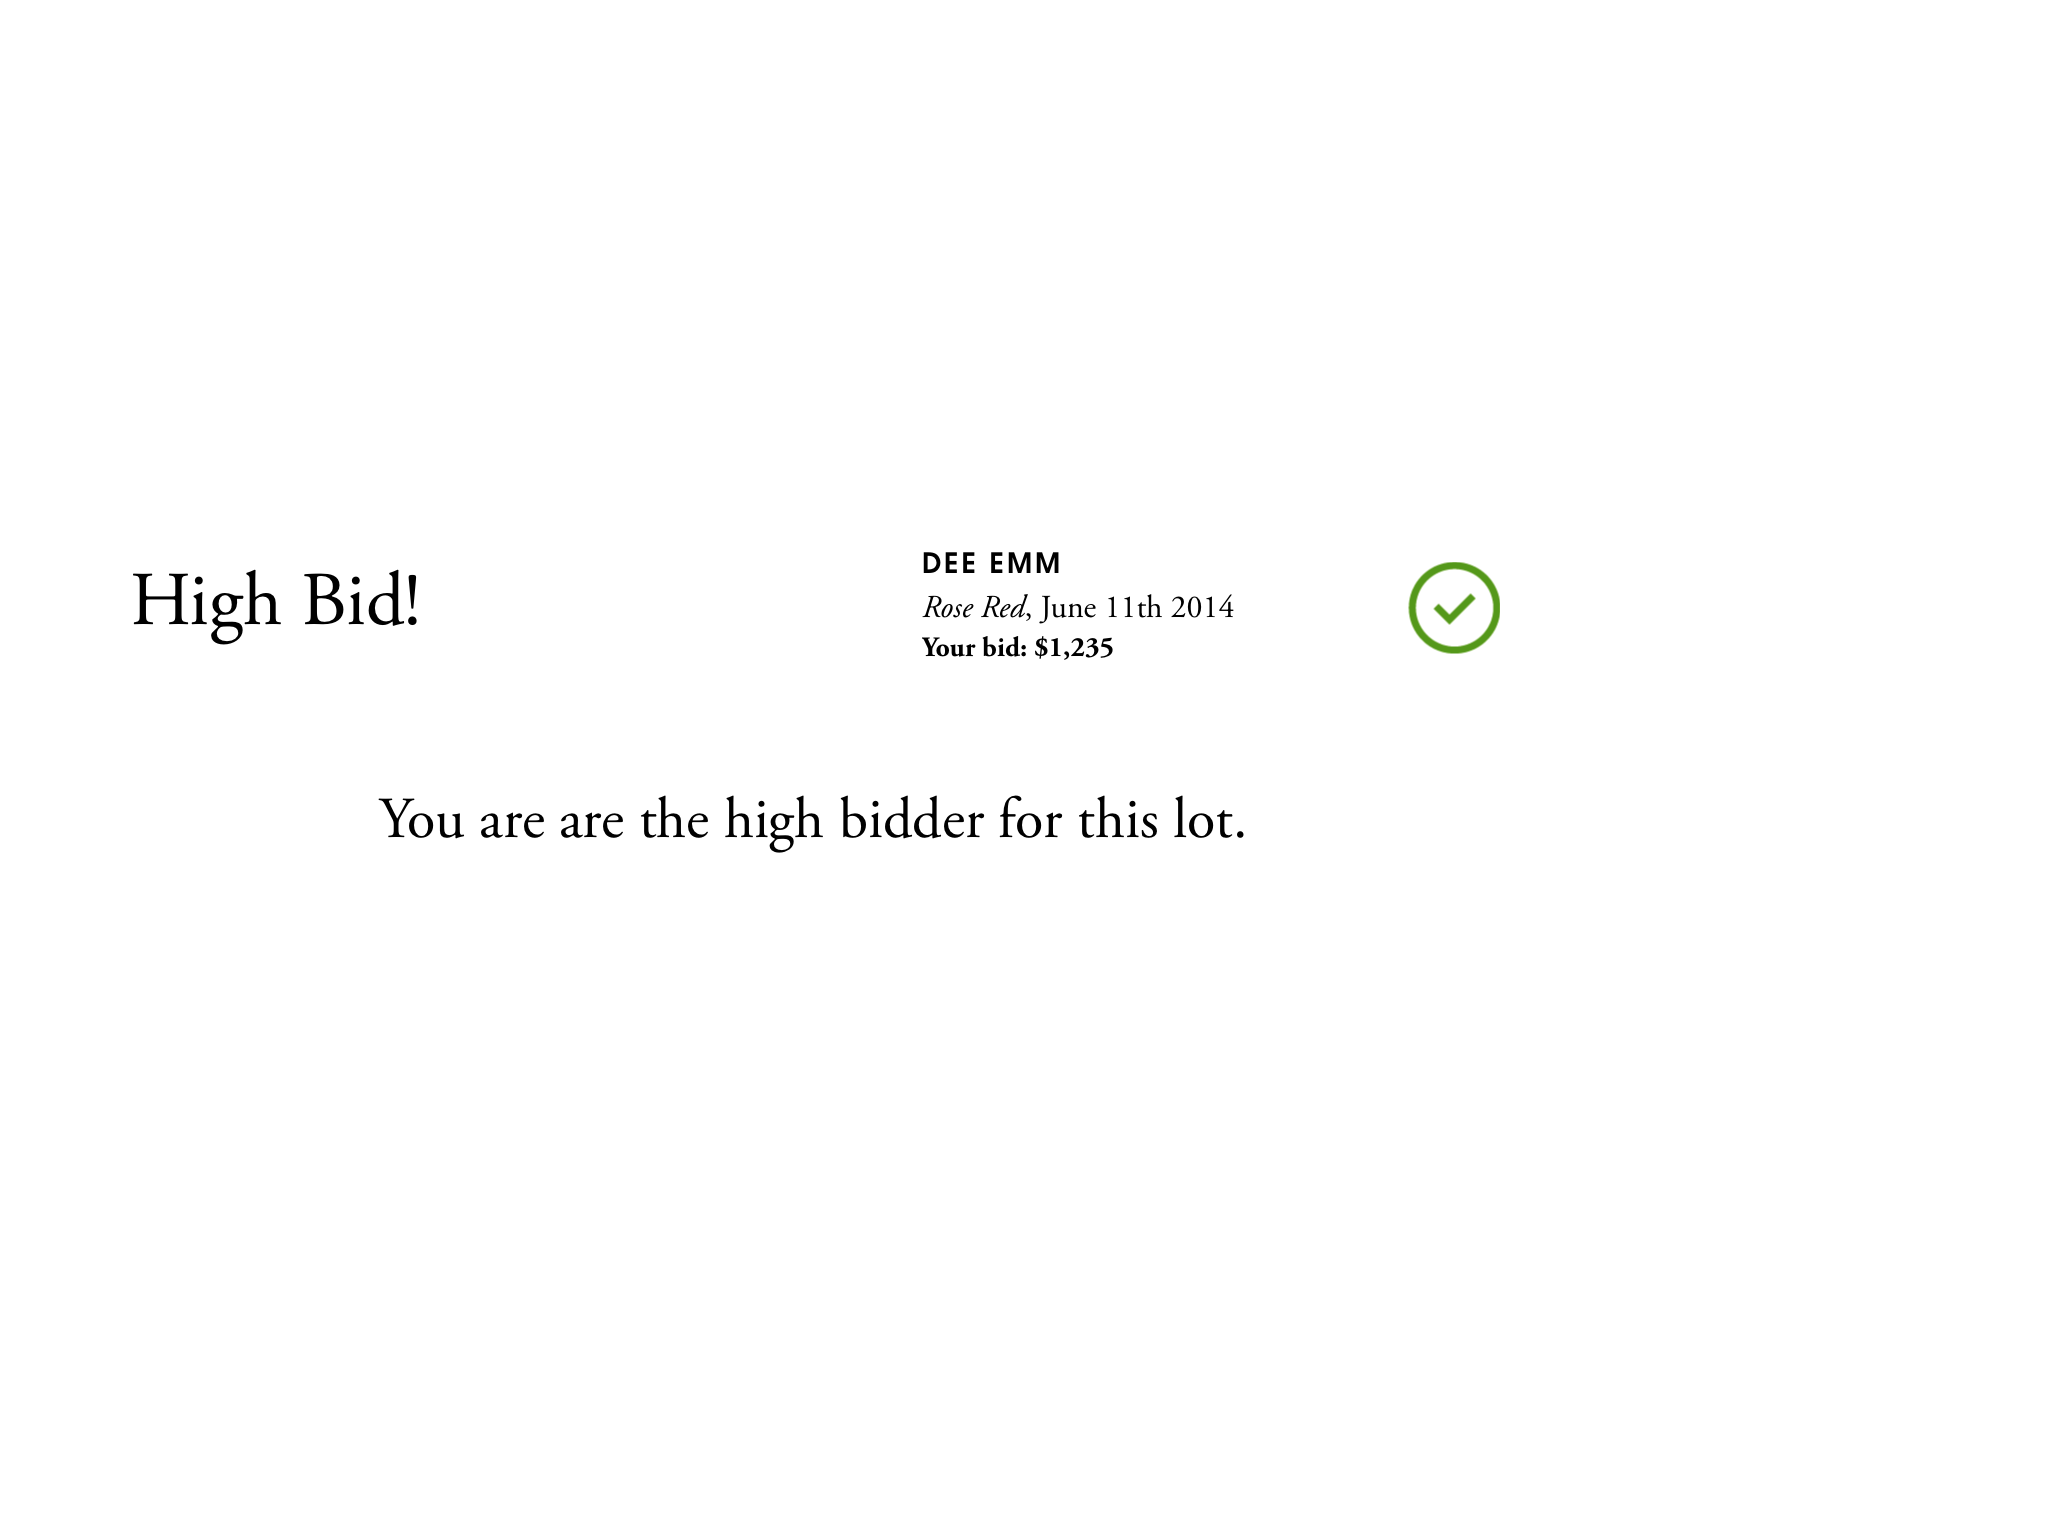 High Bid!
DEE EMM
Rose Red, June 11th 2014
Your bid: $1,235
You are are the high bidder for this lot.